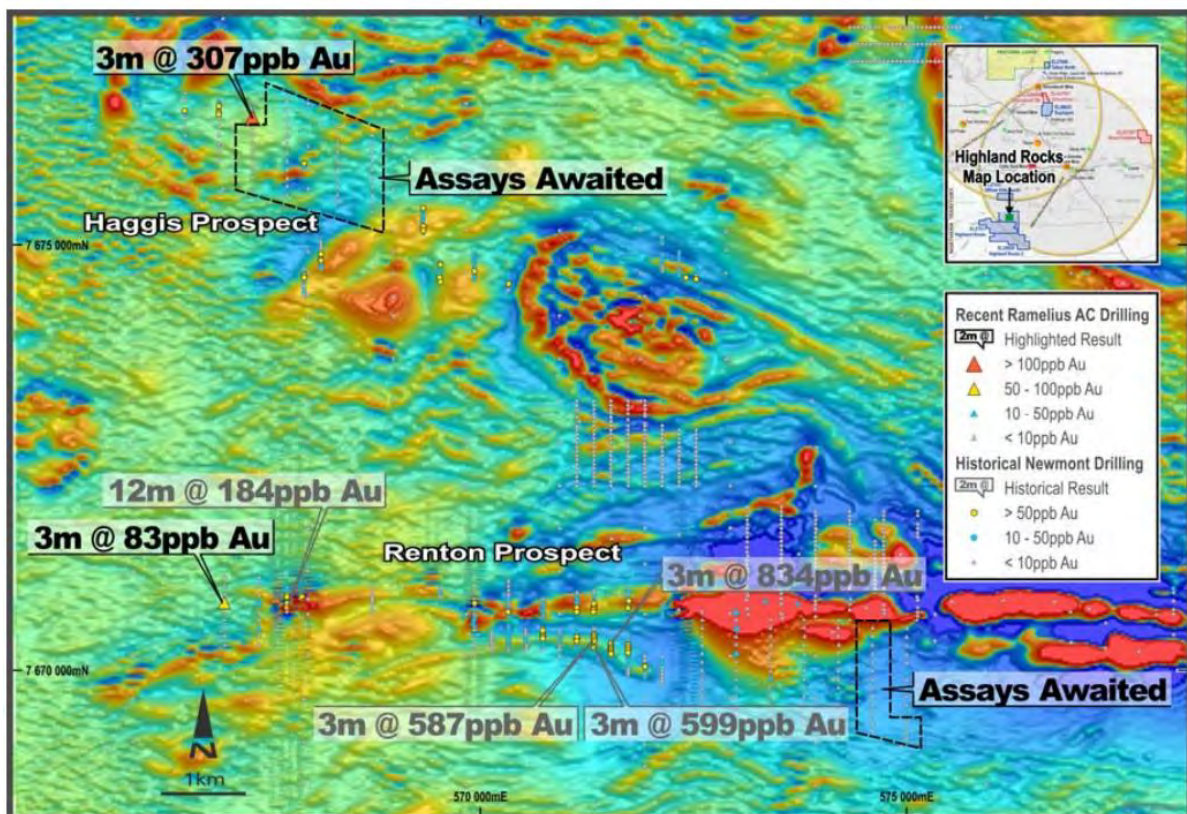 3m @ 307ppb Au
Assays Awaited
Haggis Prospect
7 675 000mN
Highland Rocks
Map Location
Recent Ramelius AC Drilling
2m @ Highlighted Result
> 100ppb Au
50 - 100ppb Au
10 - 50ppb Au
< 10ppb Au
Historical Newmont Drilling
2m @ Historical Result
> 50ppb Au
10 - 50ppb Au
< 10ppb Au
12m @ 184ppb Au
3m @ 83ppb Au
Renton Prospect
3m @ 834ppb Au
7 670 000mN
Assays Awaited
3m @ 587ppb Au
3m @ 599ppb Au
N
1km
570 000mE
575 000mE